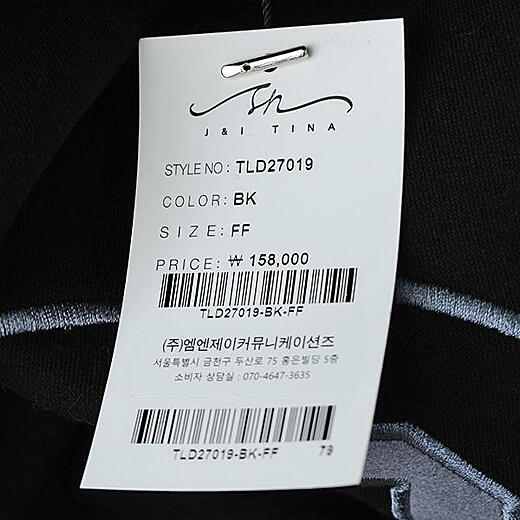 J&I TINA
STYLE NO: TLD27019
COLOR: BK
SIZE: FF
PRICE: ₩ 158,000
TLD27019-BK-FF
(주)엠엔제이커뮤니케이션즈
서울특별시 금천구 두산로 75 홍은빌딩 5층
소비자 상담실 : 070-4647-3635
TLD27019-BK-FF 79